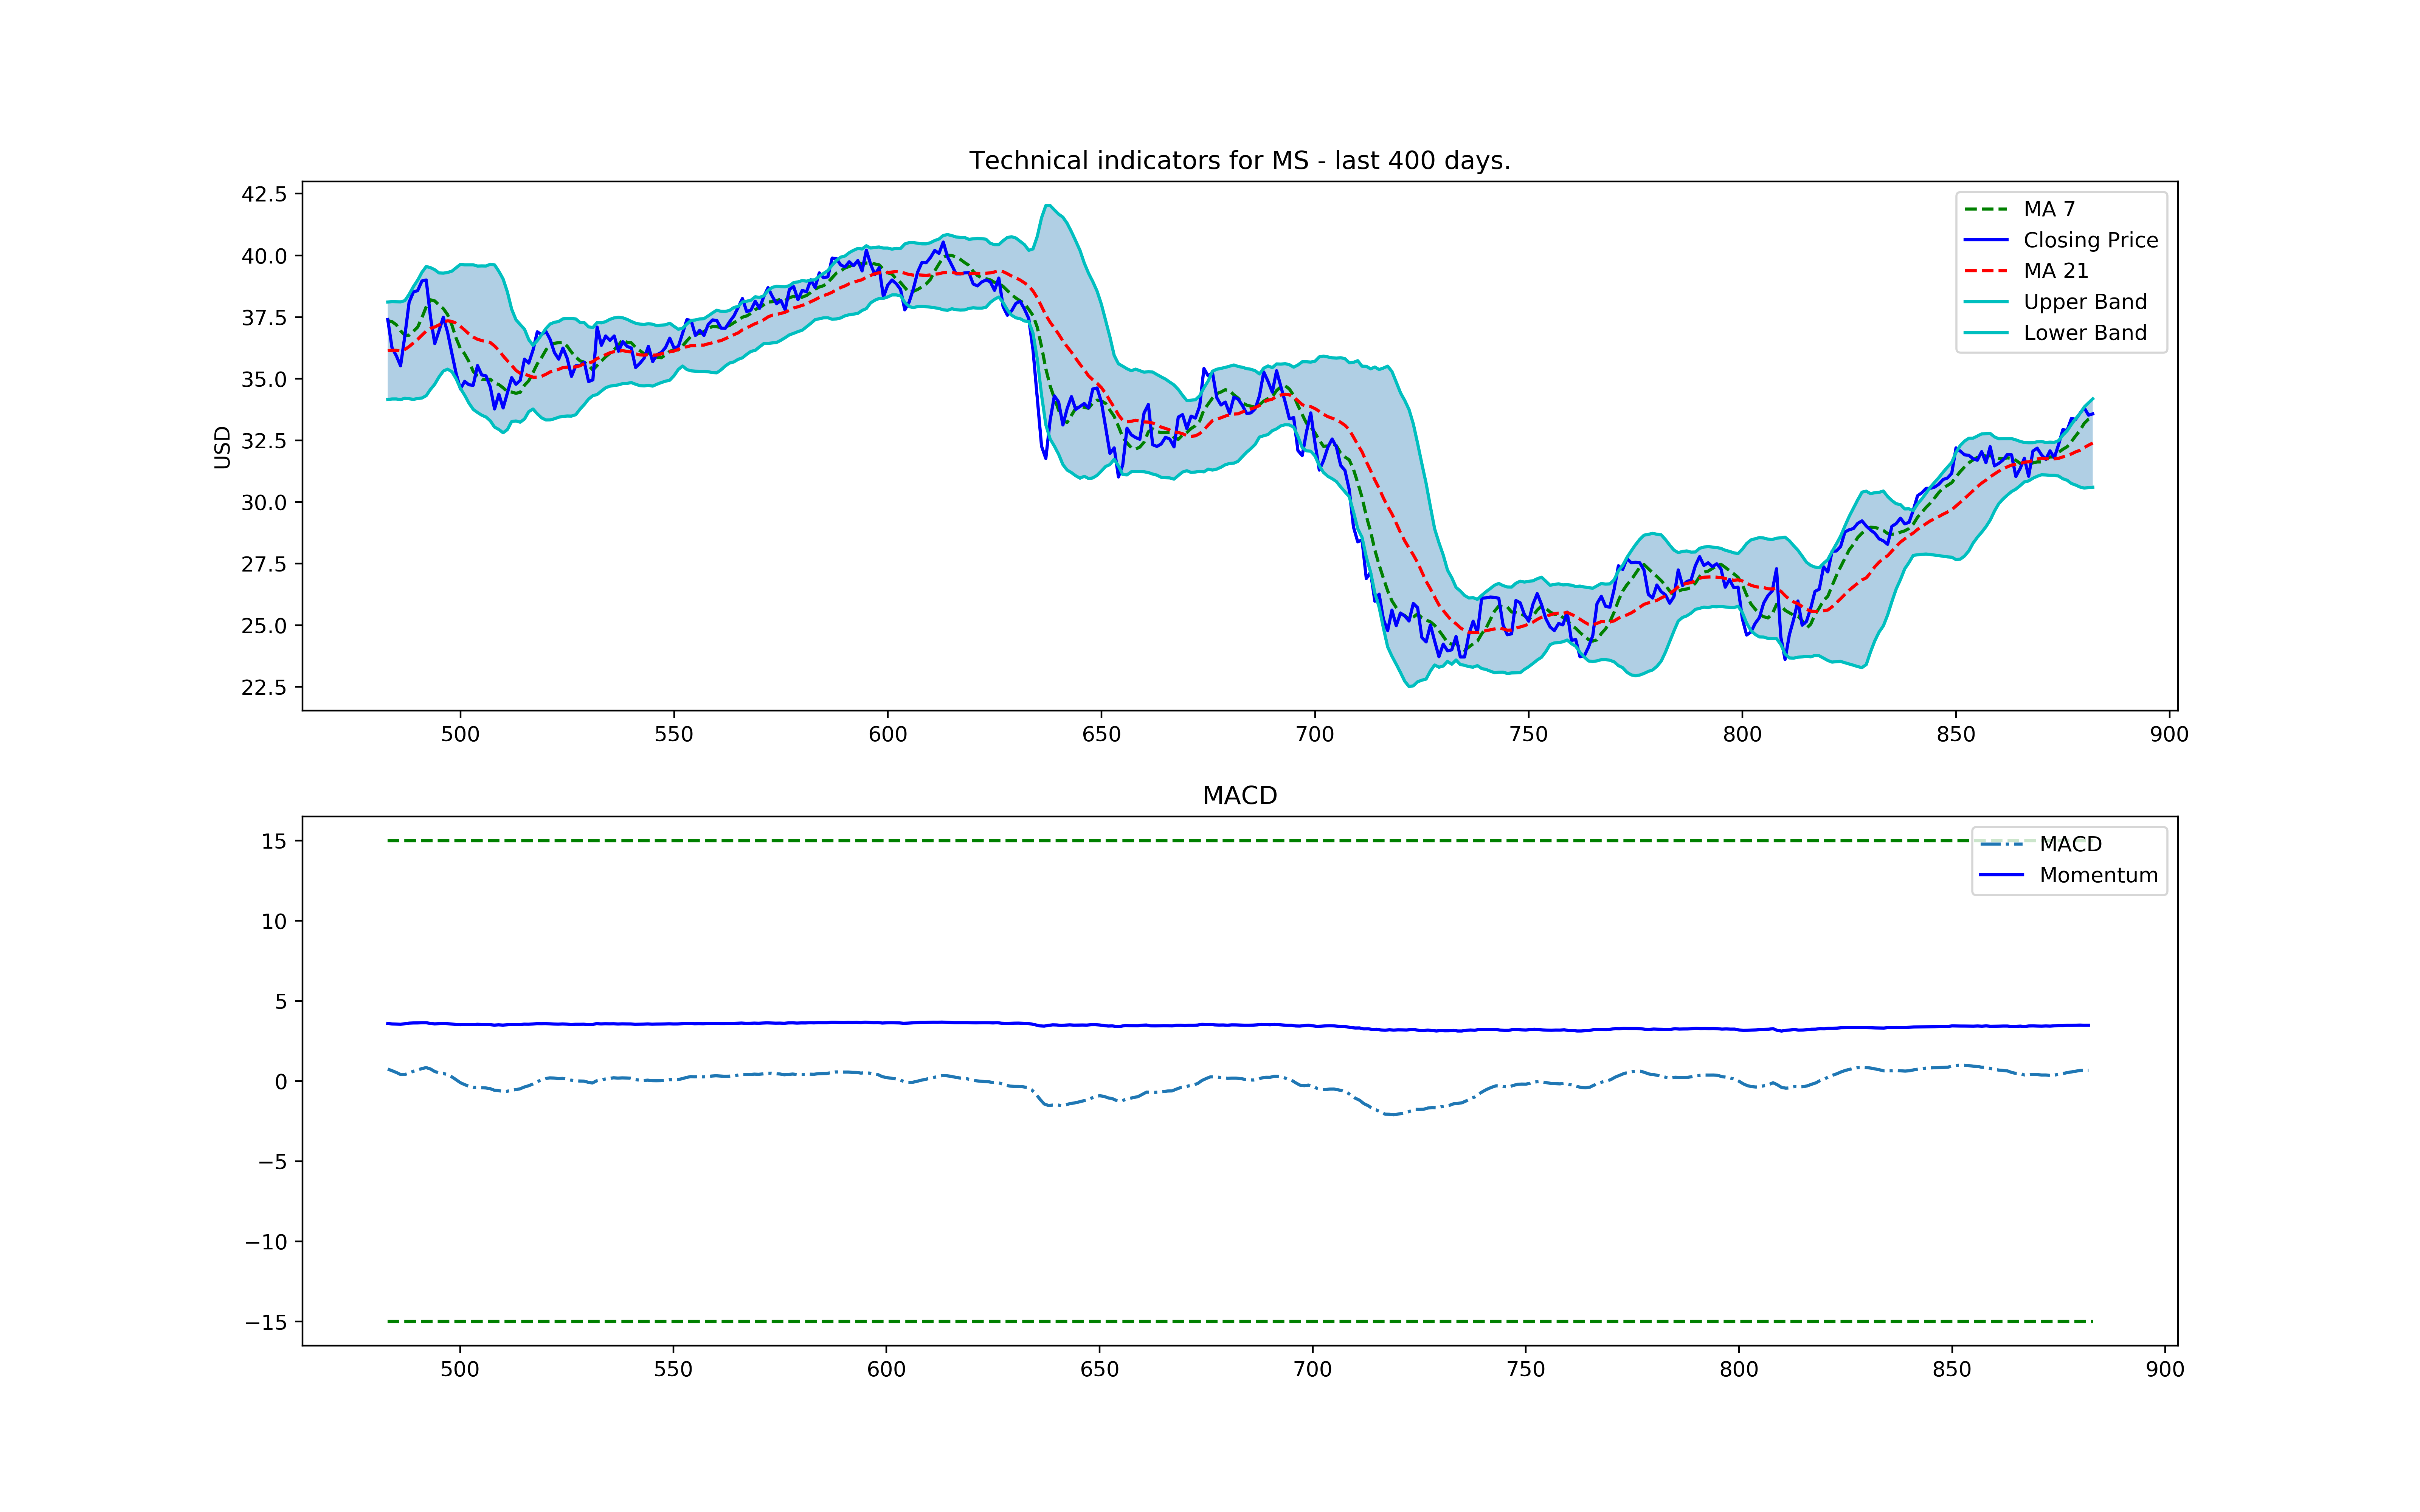 Technical indicators for MS - last 400 days.
42.5
40.0
37.5
35.0
32.5
30.0
27.5
25.0
22.5
USD
MA 7
Closing Price
MA 21
Upper Band
Lower Band
500 550 600 650 700 750 800 850 900
MACD
15
10
5
0
−5
−10
−15
MACD
Momentum
500 550 600 650 700 750 800 850 900